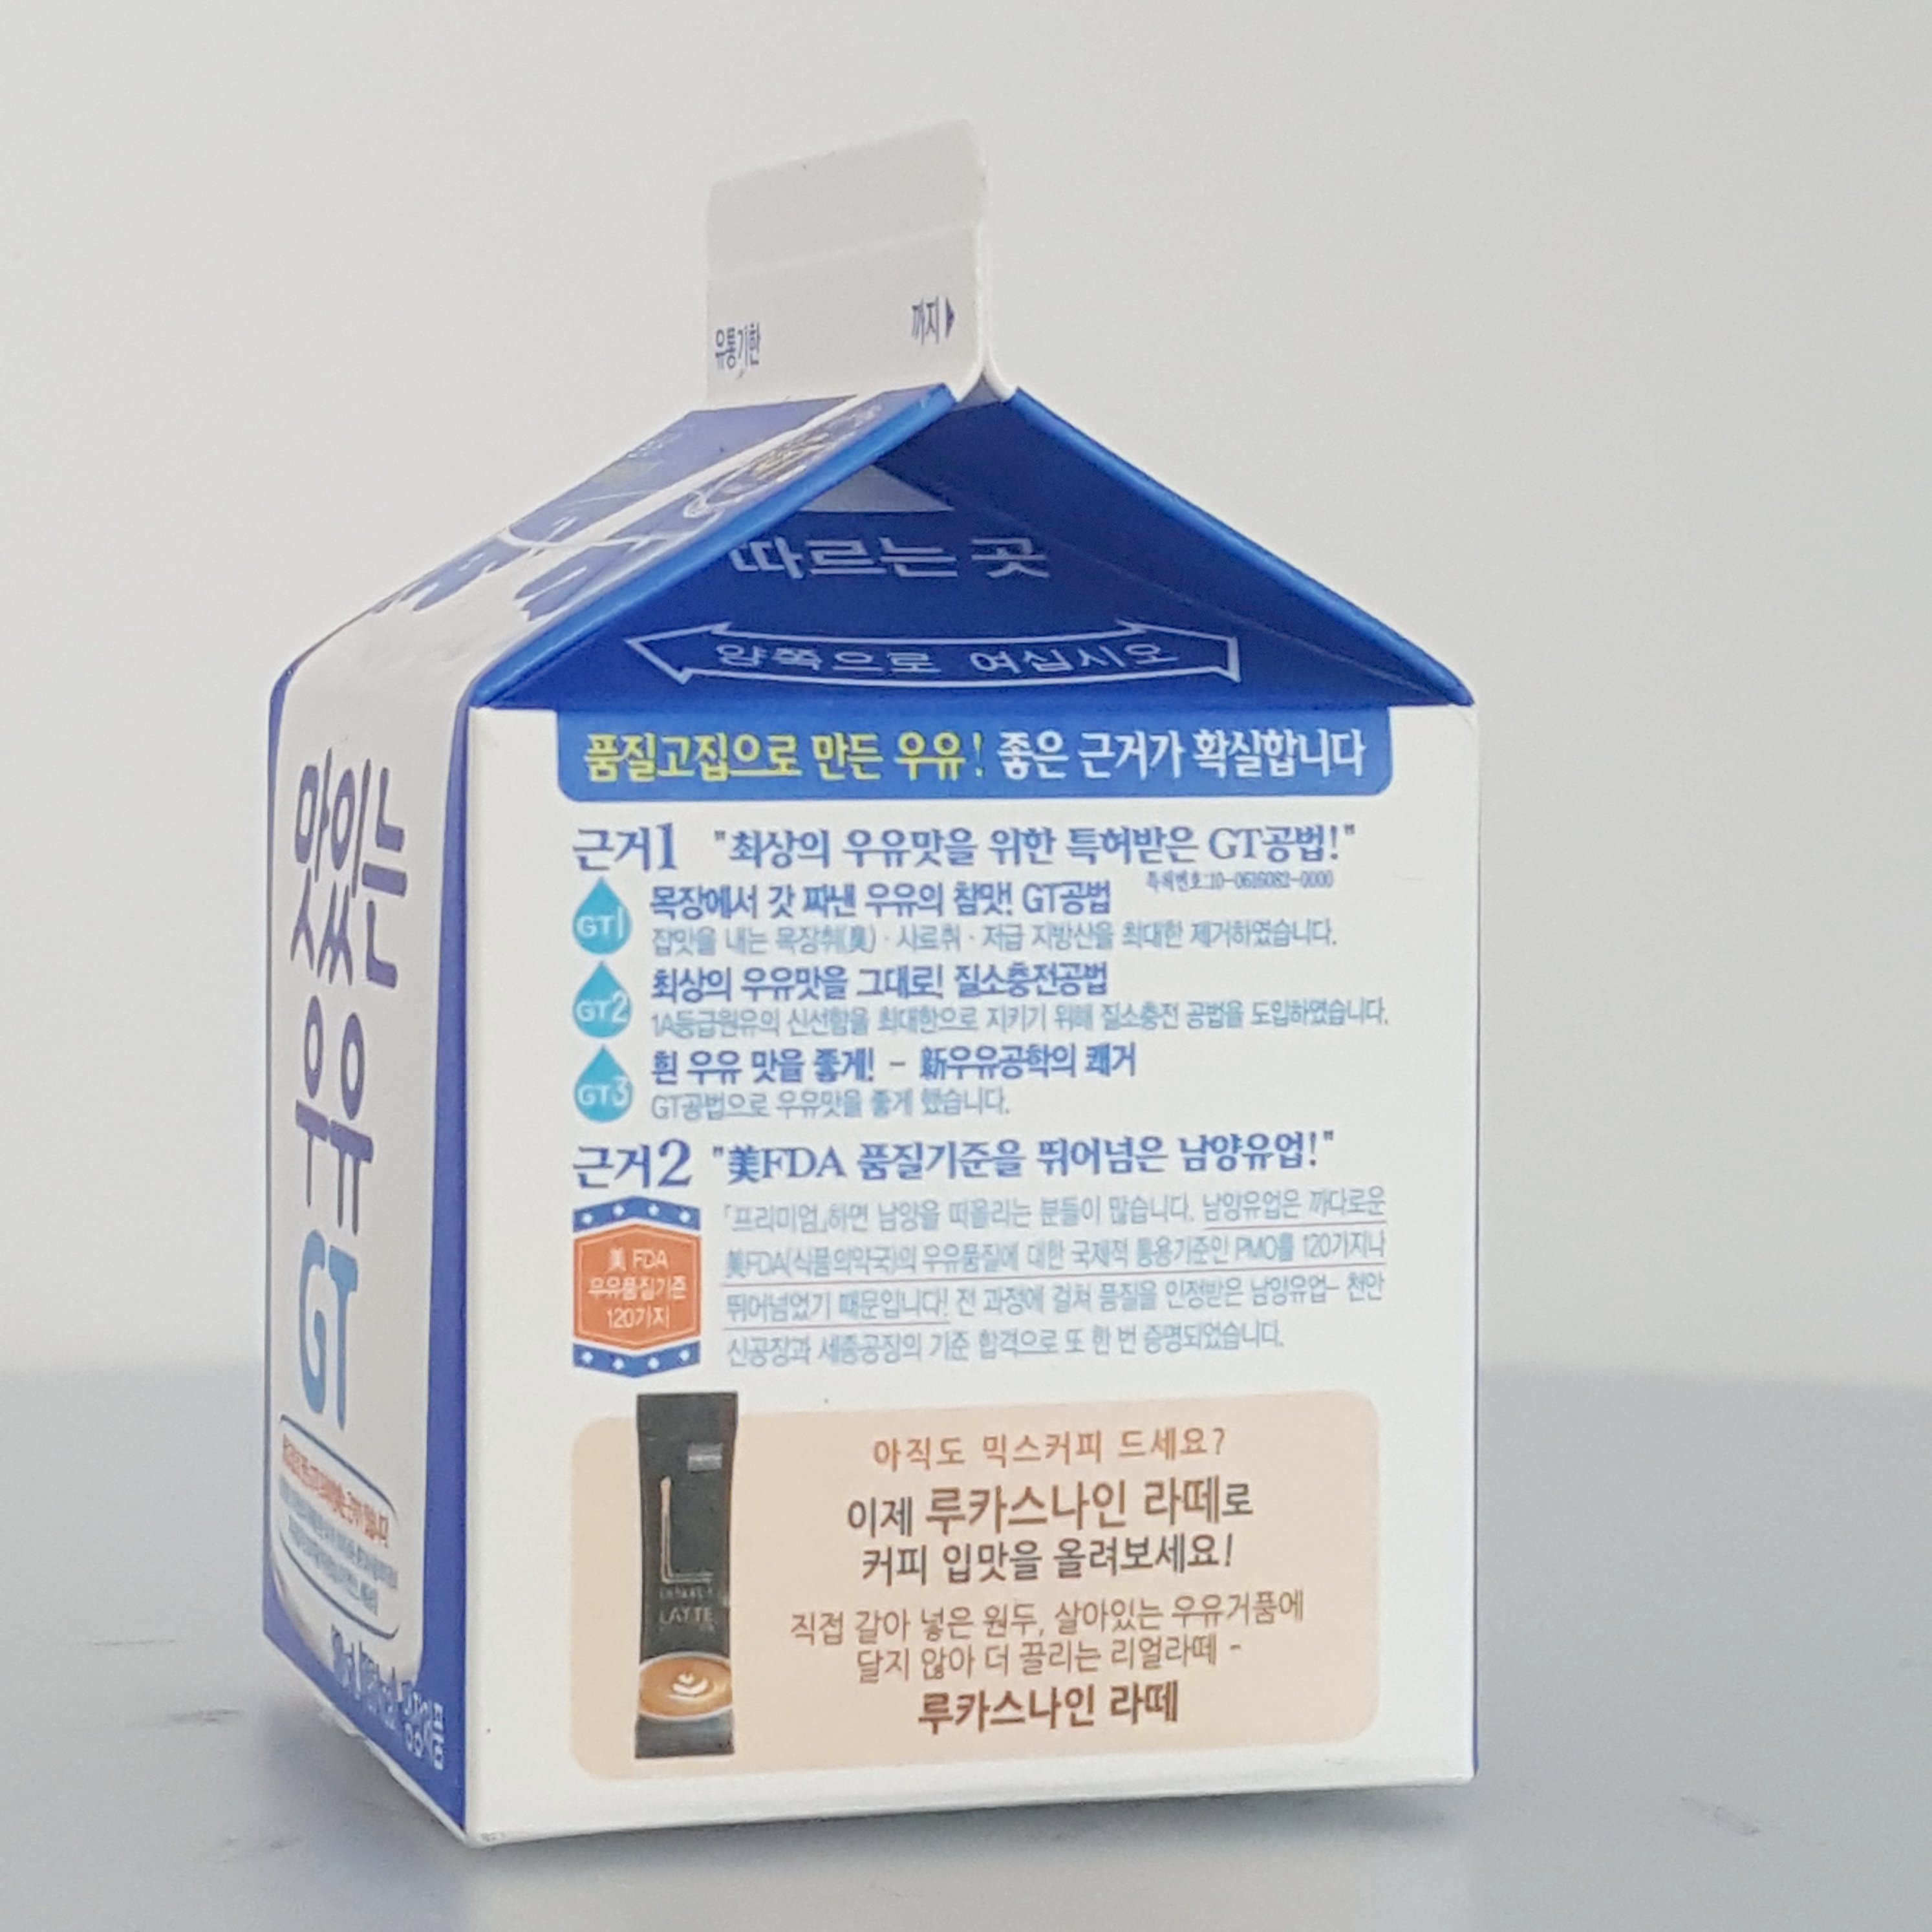 유통기한 까지
따르는 곳
양쪽으로 여십시오
품질고집으로 만든 우유! 좋은 근거가 확실합니다
근거1 "최상의 우유맛을 위한 특허받은 GT공법!"
특허번호:10-0616082-0000
GT1 목장에서 갓 짜낸 우유의 참맛! GT공법
잡맛을 내는 목장취(臭)·사료취·저급 지방산을 최대한 제거하였습니다.
GT2 최상의 우유맛을 그대로! 질소충전공법
1A등급원유의 신선함을 최대한으로 지키기 위해 질소충전 공법을 도입하였습니다.
GT3 흰 우유 맛을 좋게! - 新우유공학의 쾌거
GT공법으로 우유맛을 좋게 했습니다.
근거2 "美FDA 품질기준을 뛰어넘은 남양유업!"
美 FDA
우유품질기준
120가지
「프리미엄」하면 남양을 떠올리는 분들이 많습니다. 남양유업은 까다로운
美FDA(식품의약국)의 우유품질에 대한 국제적 통용기준인 PMO를 120가지나
뛰어넘었기 때문입니다! 전 과정에 걸쳐 품질을 인정받은 남양유업- 천안
신공장과 세종공장의 기준 합격으로 또 한 번 증명되었습니다.
아직도 믹스커피 드세요?
이제 루카스나인 라떼로
커피 입맛을 올려보세요!
직접 갈아 넣은 원두, 살아있는 우유거품에
달지 않아 더 끌리는 리얼라떼 -
루카스나인 라떼
L
LATTE
맛있는
우유
GT